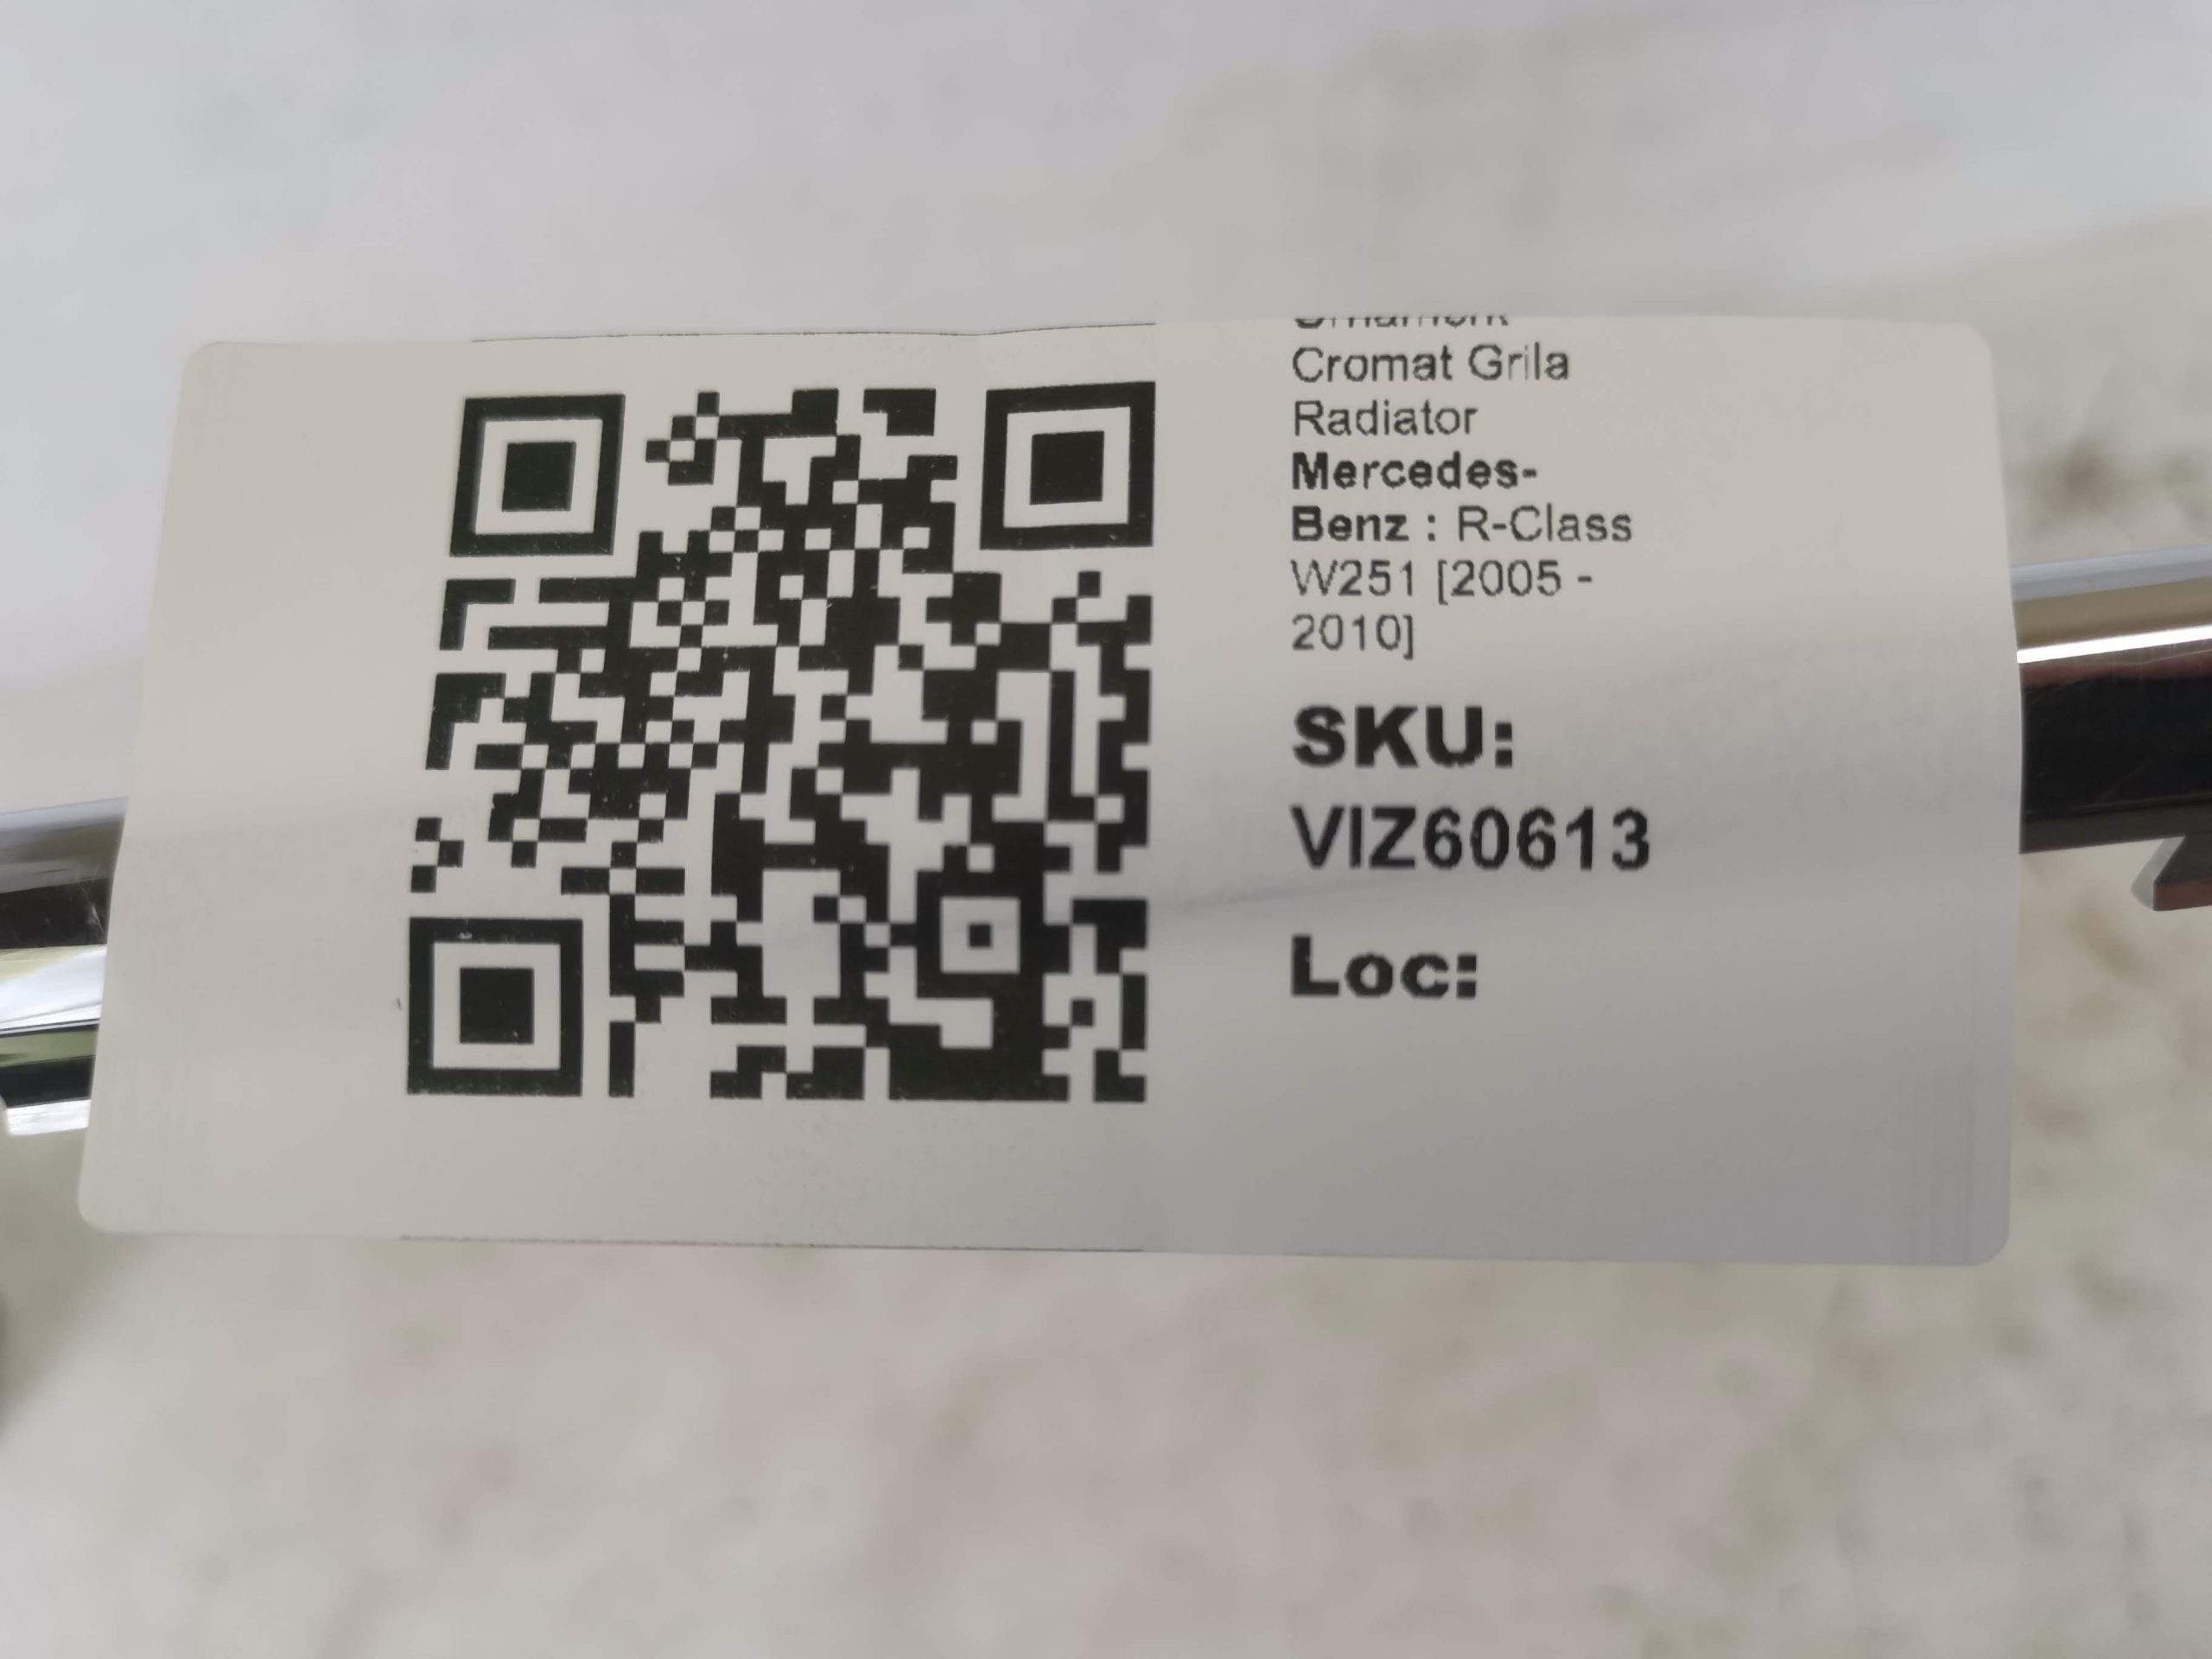 Cromat Grila
Radiator
Mercedes-
Benz : R-Class
W251 [2005 -
2010]
SKU:
VIZ60613
Loc: